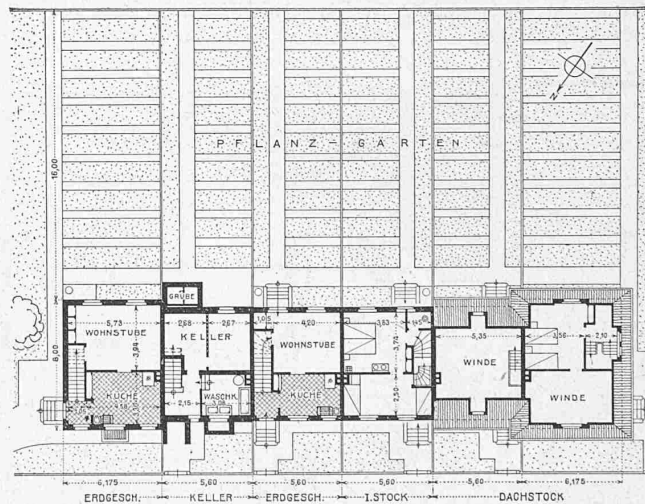 N
PFLANZ-GÄRTEN
16,00
8,00
GRUBE
5,73
WOHNSTUBE
3,94
KÜCHE
2,68
2,67
KELLER
2,15
WASCHK.
1,05
4,20
WOHNSTUBE
KÜCHE
3,83
3,74
2,50
5,35
WINDE
3,56
2,10
WINDE
6,175 5,60 5,60 5,60 5,60 6,175
ERDGESCH. KELLER ERDGESCH. I.STOCK DACHSTOCK